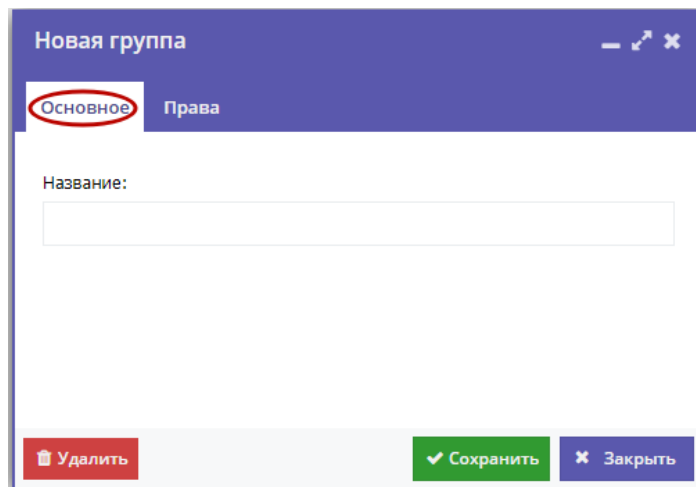 Новая группа
Основное Права
Название:
Удалить Сохранить Закрыть